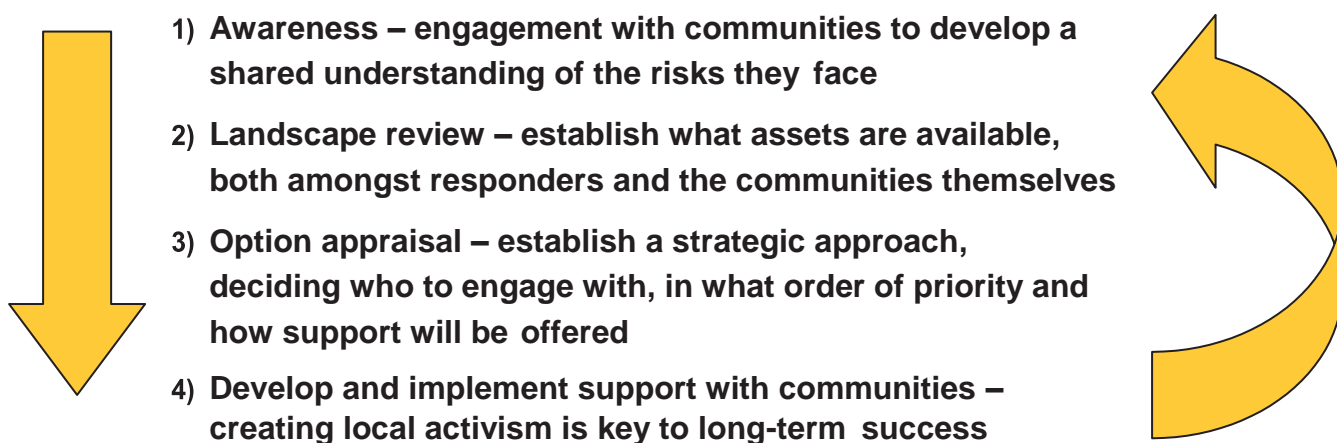 1) Awareness – engagement with communities to develop a
shared understanding of the risks they face
2) Landscape review – establish what assets are available,
both amongst responders and the communities themselves
3) Option appraisal – establish a strategic approach,
deciding who to engage with, in what order of priority and
how support will be offered
4) Develop and implement support with communities –
creating local activism is key to long-term success